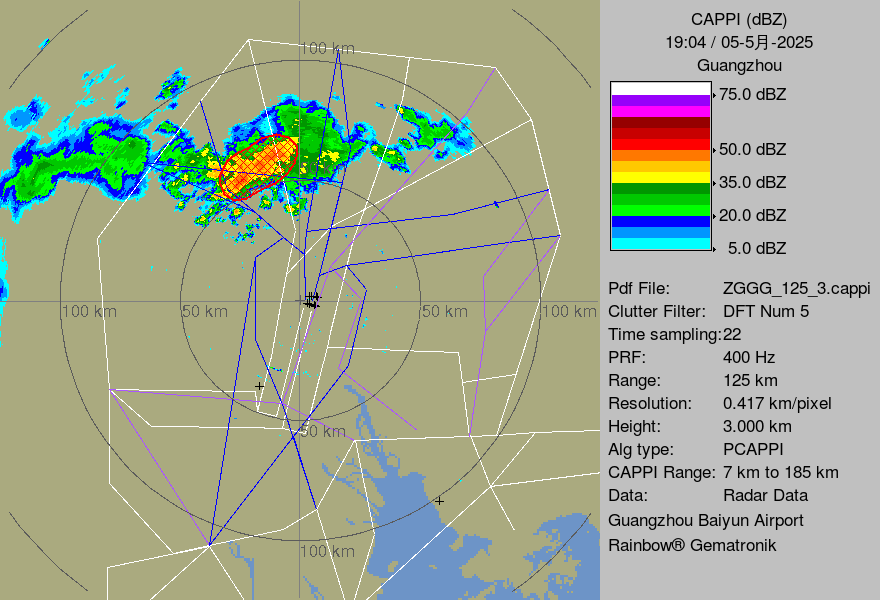 CAPPI (dBZ)
19:04 / 05-5月-2025
Guangzhou
75.0 dBZ
50.0 dBZ
35.0 dBZ
20.0 dBZ
5.0 dBZ
Pdf File: ZGGG_125_3.cappi
Clutter Filter: DFT Num 5
Time sampling:22
PRF: 400 Hz
Range: 125 km
Resolution: 0.417 km/pixel
Height: 3.000 km
Alg type: PCAPPI
CAPPI Range: 7 km to 185 km
Data: Radar Data
Guangzhou Baiyun Airport
Rainbow® Gematronik
100 km
100 km
50 km
50 km
100 km
50 km
100 km